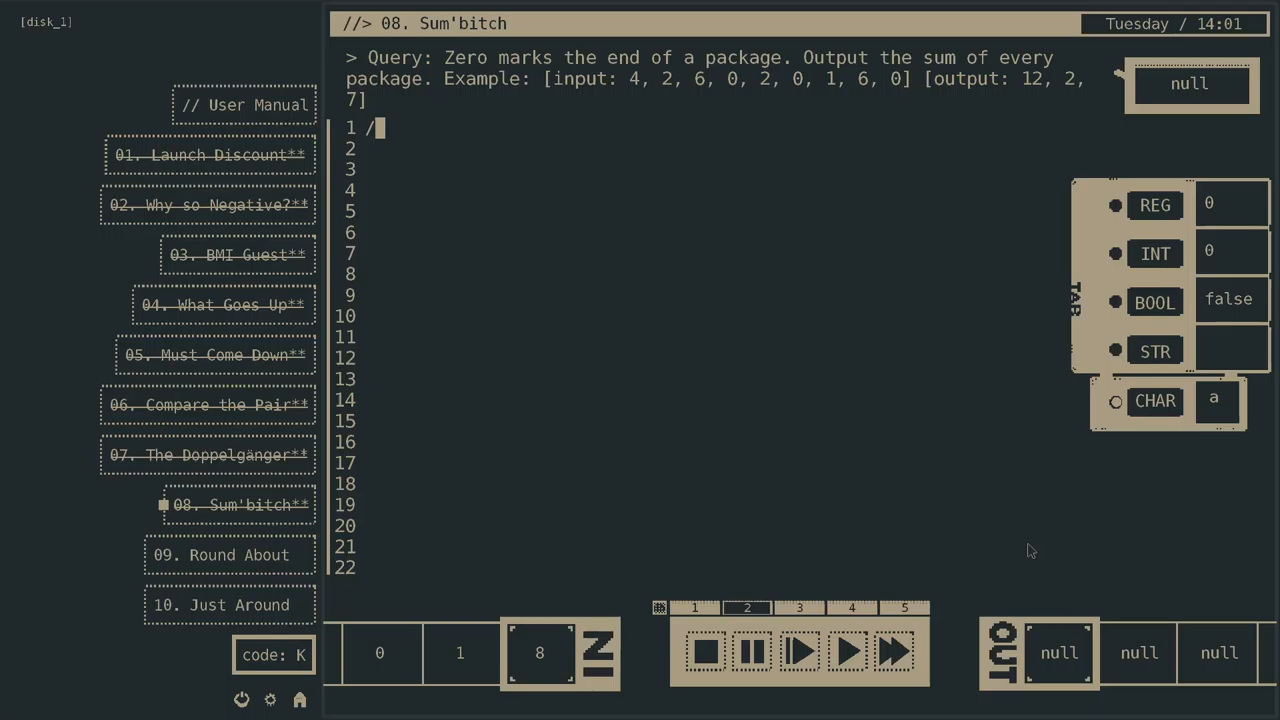 [disk_1]
//> 08. Sum'bitch
Tuesday / 14:01
> Query: Zero marks the end of a package. Output the sum of every
package. Example: [input: 4, 2, 6, 0, 2, 0, 1, 6, 0] [output: 12, 2,
7]
null
// User Manual
01. Launch Discount**
02. Why so Negative?**
03. BMI Guest**
04. What Goes Up**
05. Must Come Down**
06. Compare the Pair**
07. The Doppelgänger**
08. Sum'bitch**
09. Round About
10. Just Around
code: K
1 /
2
3
4
5
6
7
8
9
10
11
12
13
14
15
16
17
18
19
20
21
22
REG 0
INT 0
BOOL false
STR
CHAR a
0 1 8 IN
1 2 3 4 5
OUT null null null